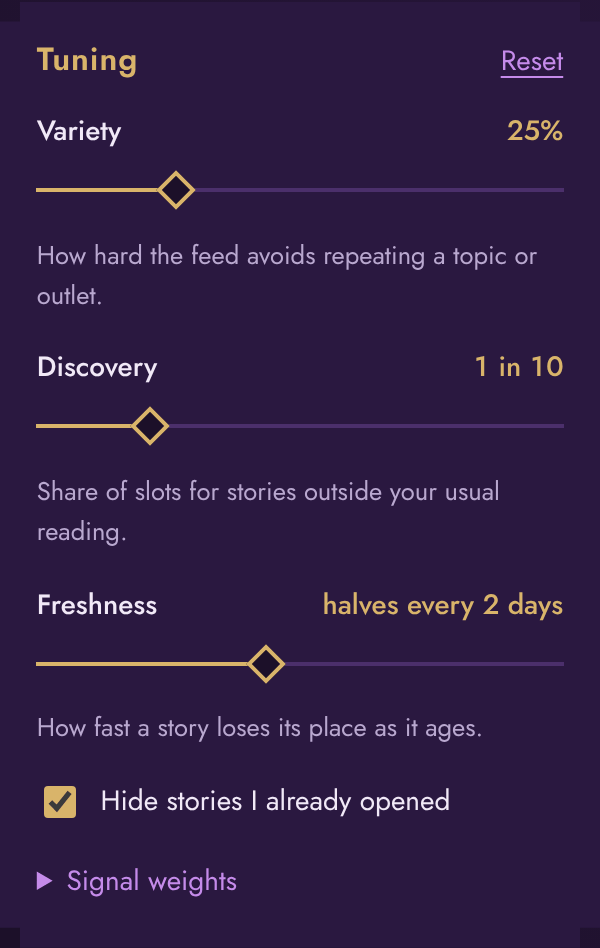 Tuning
Reset
Variety
25%
How hard the feed avoids repeating a topic or
outlet.
Discovery
1 in 10
Share of slots for stories outside your usual
reading.
Freshness
halves every 2 days
How fast a story loses its place as it ages.
Hide stories I already opened
Signal weights